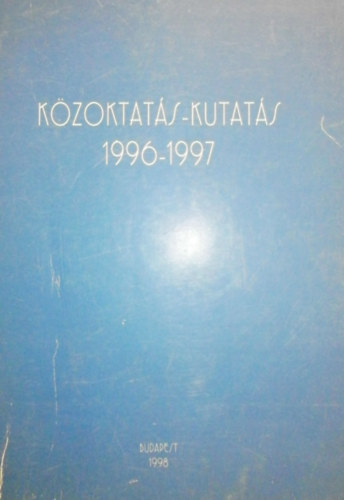 KÖZOKTATÁS-KUTATÁS
1996-1997
BUDAPEST
1998